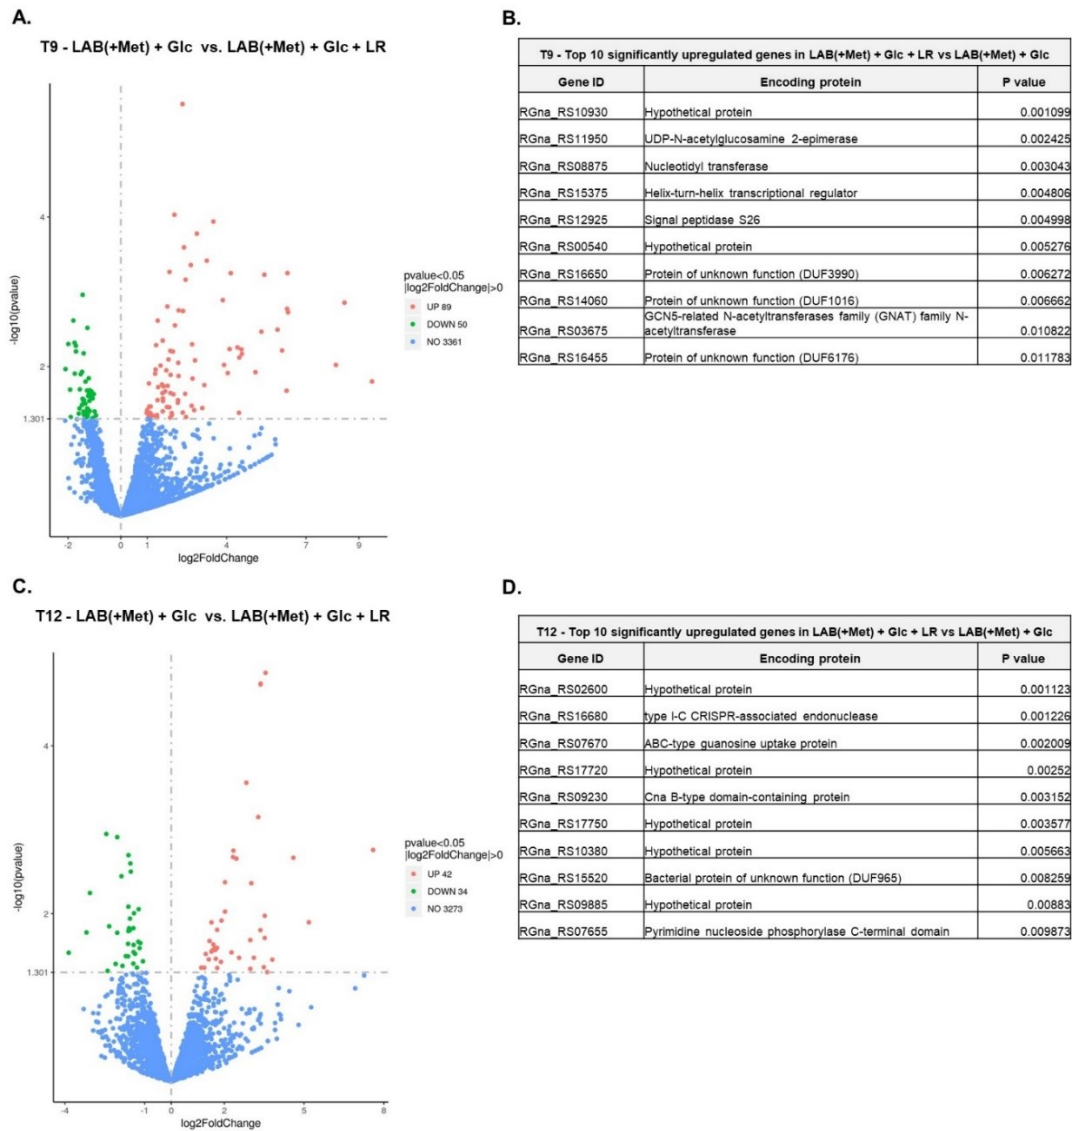 A.
T9 - LAB(+Met) + Glc vs. LAB(+Met) + Glc + LR
-log10(pvalue)
4
2
1.301
-2 0 1 4 7 9
log2FoldChange
pvalue<0.05
|log2FoldChange|>0
UP 89
DOWN 50
NO 3361
B.
T9 - Top 10 significantly upregulated genes in LAB(+Met) + Glc + LR vs LAB(+Met) + Glc
Gene ID Encoding protein P value
RGna_RS10930 Hypothetical protein 0.001099
RGna_RS11950 UDP-N-acetylglucosamine 2-epimerase 0.002425
RGna_RS08875 Nucleotidyl transferase 0.003043
RGna_RS15375 Helix-turn-helix transcriptional regulator 0.004806
RGna_RS12925 Signal peptidase S26 0.004998
RGna_RS00540 Hypothetical protein 0.005276
RGna_RS16650 Protein of unknown function (DUF3990) 0.006272
RGna_RS14060 Protein of unknown function (DUF1016) 0.006662
RGna_RS03675 GCN5-related N-acetyltransferases family (GNAT) family N-
acetyltransferase 0.010822
RGna_RS16455 Protein of unknown function (DUF6176) 0.011783
C.
T12 - LAB(+Met) + Glc vs. LAB(+Met) + Glc + LR
-log10(pvalue)
4
2
1.301
-4 -1 0 2 4 8
log2FoldChange
pvalue<0.05
|log2FoldChange|>0
UP 42
DOWN 34
NO 3273
D.
T12 - Top 10 significantly upregulated genes in LAB(+Met) + Glc + LR vs LAB(+Met) + Glc
Gene ID Encoding protein P value
RGna_RS02600 Hypothetical protein 0.001123
RGna_RS16680 type I-C CRISPR-associated endonuclease 0.001226
RGna_RS07670 ABC-type guanosine uptake protein 0.002009
RGna_RS17720 Hypothetical protein 0.00252
RGna_RS09230 Cna B-type domain-containing protein 0.003152
RGna_RS17750 Hypothetical protein 0.003577
RGna_RS10380 Hypothetical protein 0.005663
RGna_RS15520 Bacterial protein of unknown function (DUF965) 0.008259
RGna_RS09885 Hypothetical protein 0.00883
RGna_RS07655 Pyrimidine nucleoside phosphorylase C-terminal domain 0.009873